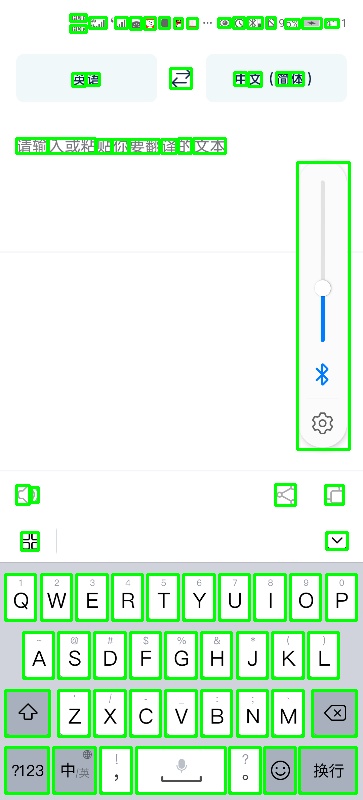 英语 中文（简体）
请输入或粘贴你要翻译的文本
1 2 3 4 5 6 7 8 9 0
Q W E R T Y U I O P
~ @ # $ % & * ( )
A S D F G H J K L
Z X C V B N M
! ?
?123 中/英 , 。 换行